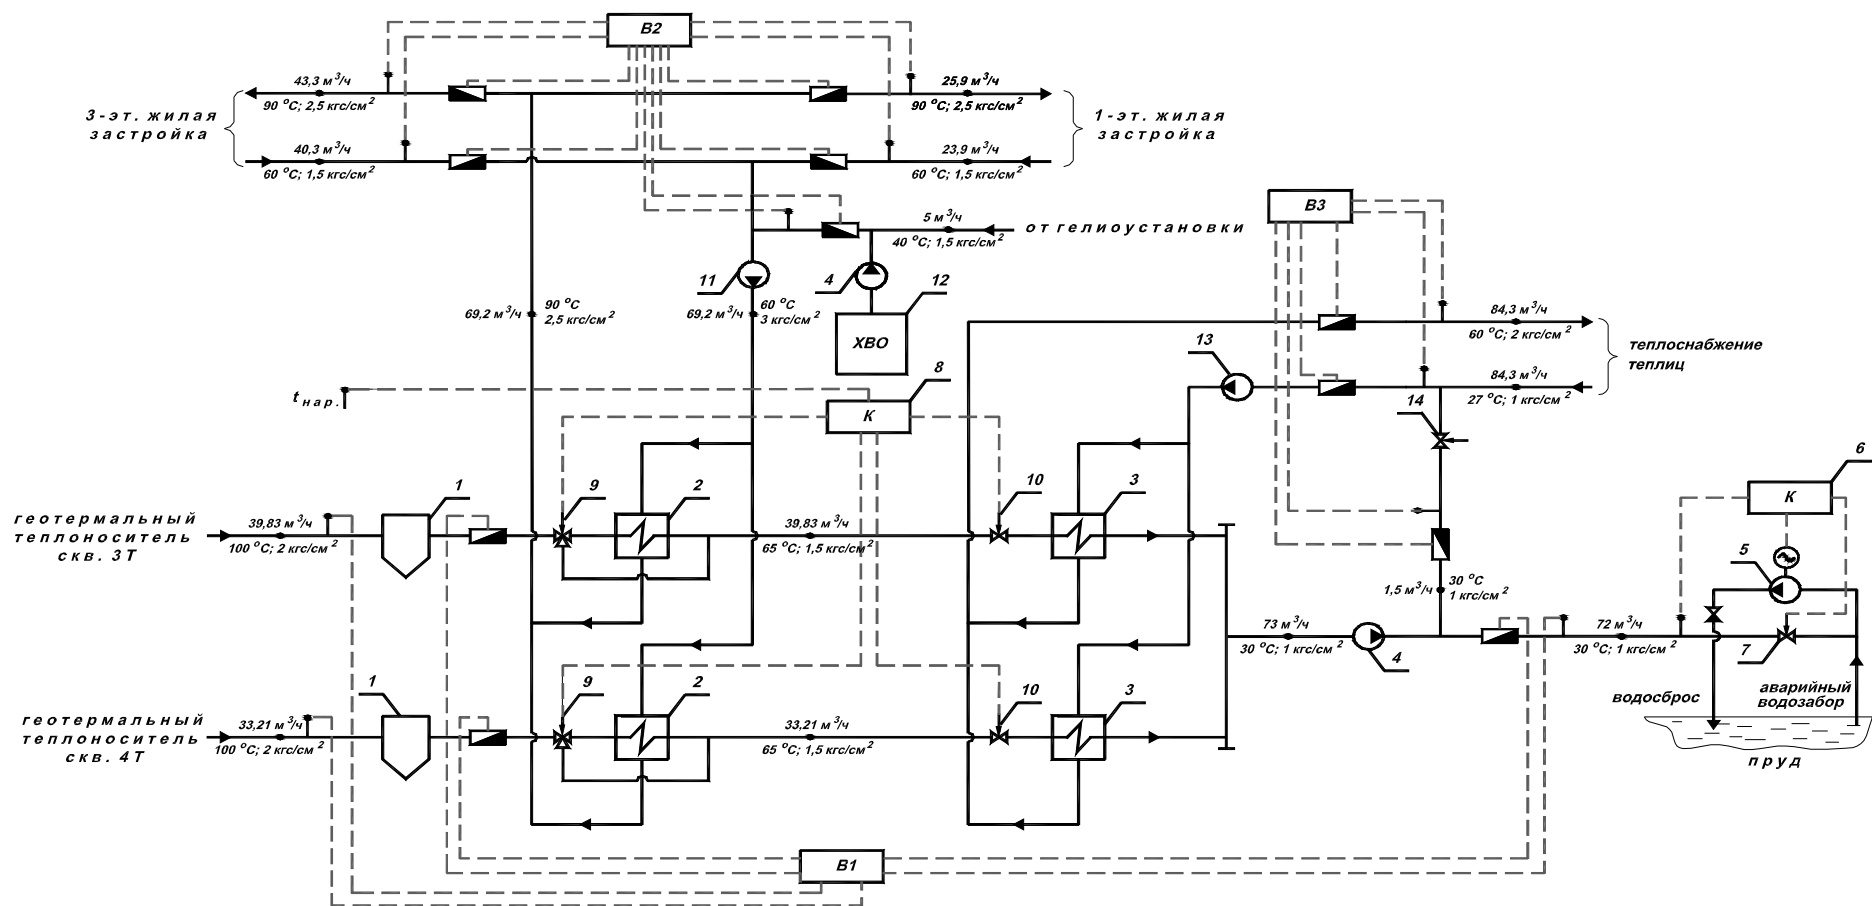 В2
43,3 м³/ч
90 °С; 2,5 кгс/см²
25,9 м³/ч
90 °С; 2,5 кгс/см²
3-эт. жилая
застройка
1-эт. жилая
застройка
40,3 м³/ч
60 °С; 1,5 кгс/см²
23,9 м³/ч
60 °С; 1,5 кгс/см²
5 м³/ч
40 °С; 1,5 кгс/см²
от гелиоустановки
В3
11
4
12
69,2 м³/ч
90 °С
2,5 кгс/см²
69,2 м³/ч
60 °С
3 кгс/см²
ХВО
84,3 м³/ч
60 °С; 2 кгс/см²
теплоснабжение
теплиц
13
84,3 м³/ч
27 °С; 1 кгс/см²
8
t нар.
К
14
6
К
геотермальный
теплоноситель
скв. 3Т
39,83 м³/ч
100 °С; 2 кгс/см²
1
9
2
39,83 м³/ч
65 °С; 1,5 кгс/см²
10
3
5
1,5 м³/ч
30 °С
1 кгс/см²
73 м³/ч
30 °С; 1 кгс/см²
4
72 м³/ч
30 °С; 1 кгс/см²
7
водосброс
аварийный
водозабор
пруд
геотермальный
теплоноситель
скв. 4Т
33,21 м³/ч
100 °С; 2 кгс/см²
1
9
2
33,21 м³/ч
65 °С; 1,5 кгс/см²
10
3
В1